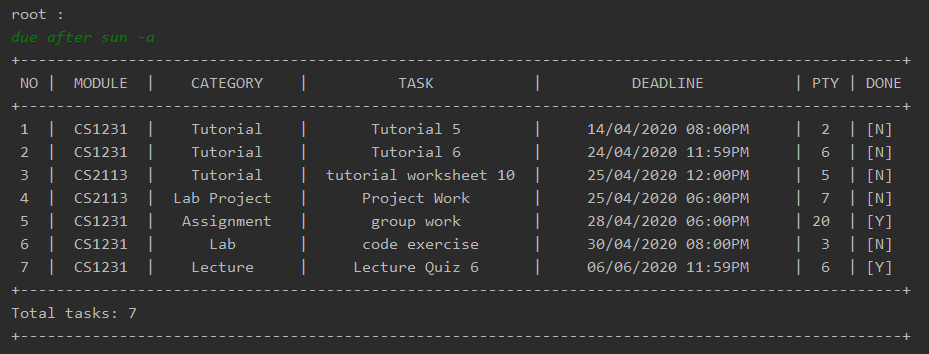 root :
due after sun -a
+--------------------------------------------------------------------------------------------------+
NO | MODULE | CATEGORY | TASK | DEADLINE | PTY | DONE
+--------------------------------------------------------------------------------------------------+
1 | CS1231 | Tutorial | Tutorial 5 | 14/04/2020 08:00PM | 2 | [N]
2 | CS1231 | Tutorial | Tutorial 6 | 24/04/2020 11:59PM | 6 | [N]
3 | CS2113 | Tutorial | tutorial worksheet 10 | 25/04/2020 12:00PM | 5 | [N]
4 | CS2113 | Lab Project | Project Work | 25/04/2020 06:00PM | 7 | [N]
5 | CS1231 | Assignment | group work | 28/04/2020 06:00PM | 20 | [Y]
6 | CS1231 | Lab | code exercise | 30/04/2020 08:00PM | 3 | [N]
7 | CS1231 | Lecture | Lecture Quiz 6 | 06/06/2020 11:59PM | 6 | [Y]
+--------------------------------------------------------------------------------------------------+
Total tasks: 7
+--------------------------------------------------------------------------------------------------+